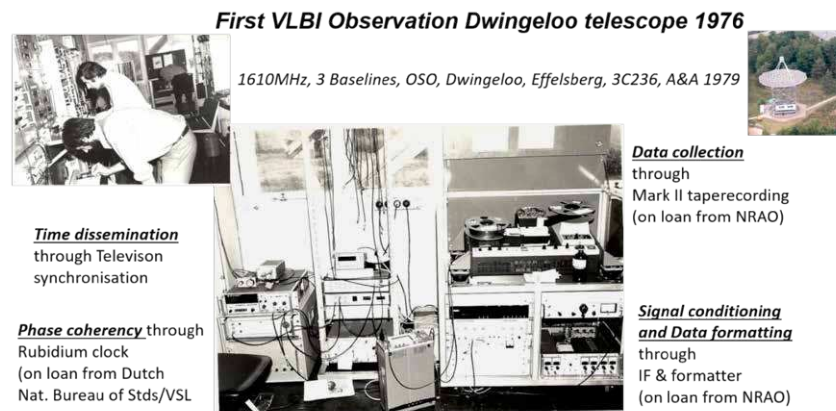 First VLBI Observation Dwingeloo telescope 1976
1610MHz, 3 Baselines, OSO, Dwingeloo, Effelsberg, 3C236, A&A 1979
Data collection
through
Mark II taperecording
(on loan from NRAO)
Time dissemination
through Televison
synchronisation
Phase coherency through
Rubidium clock
(on loan from Dutch
Nat. Bureau of Stds/VSL
Signal conditioning
and Data formatting
through
IF & formatter
(on loan from NRAO)